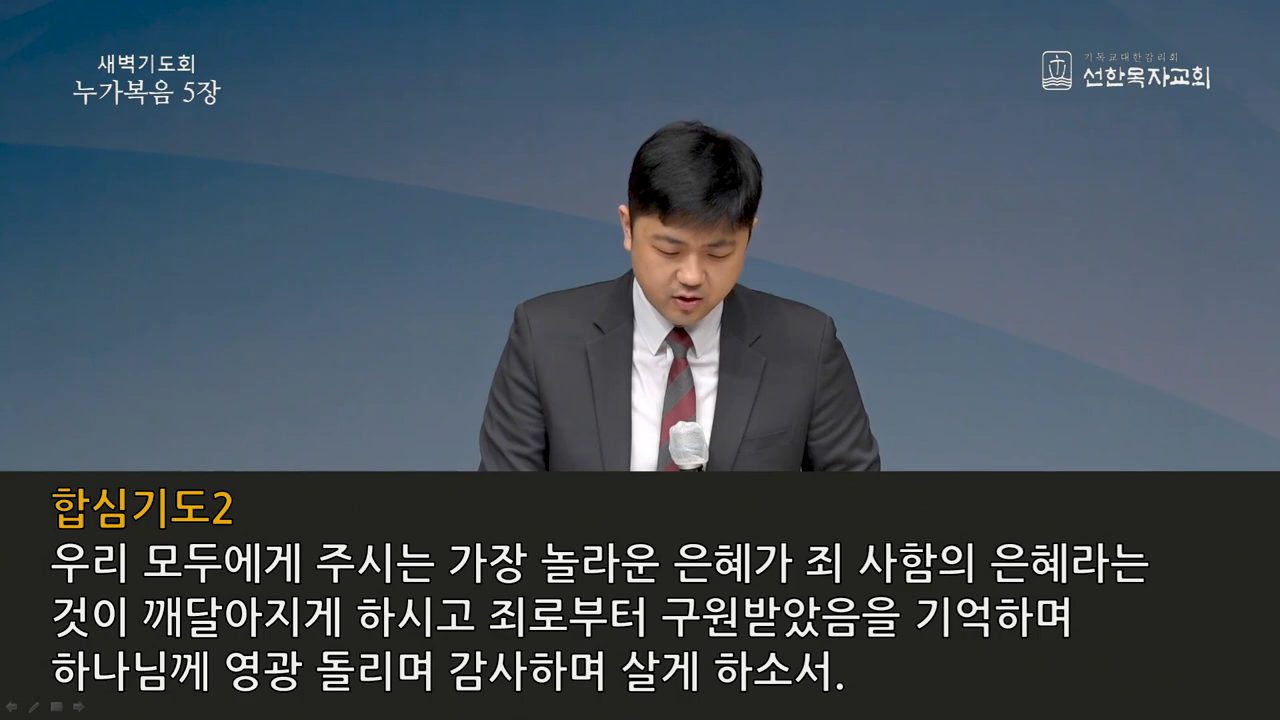 새벽기도회
누가복음 5장
기독교대한감리회
선한목자교회
합심기도2
우리 모두에게 주시는 가장 놀라운 은혜가 죄 사함의 은혜라는
것이 깨달아지게 하시고 죄로부터 구원받았음을 기억하며
하나님께 영광 돌리며 감사하며 살게 하소서.